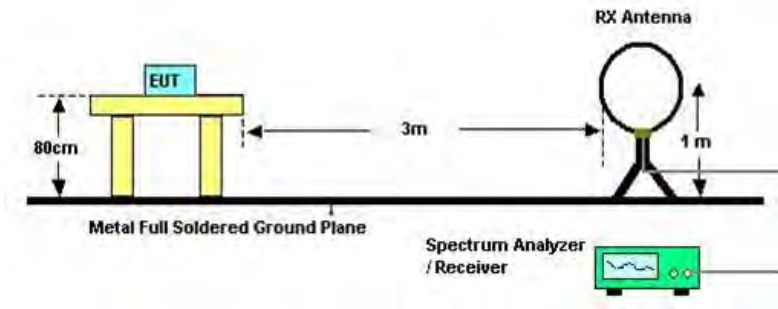 RX Antenna
EUT
80cm
3m
1 m
Metal Full Soldered Ground Plane
Spectrum Analyzer
/ Receiver